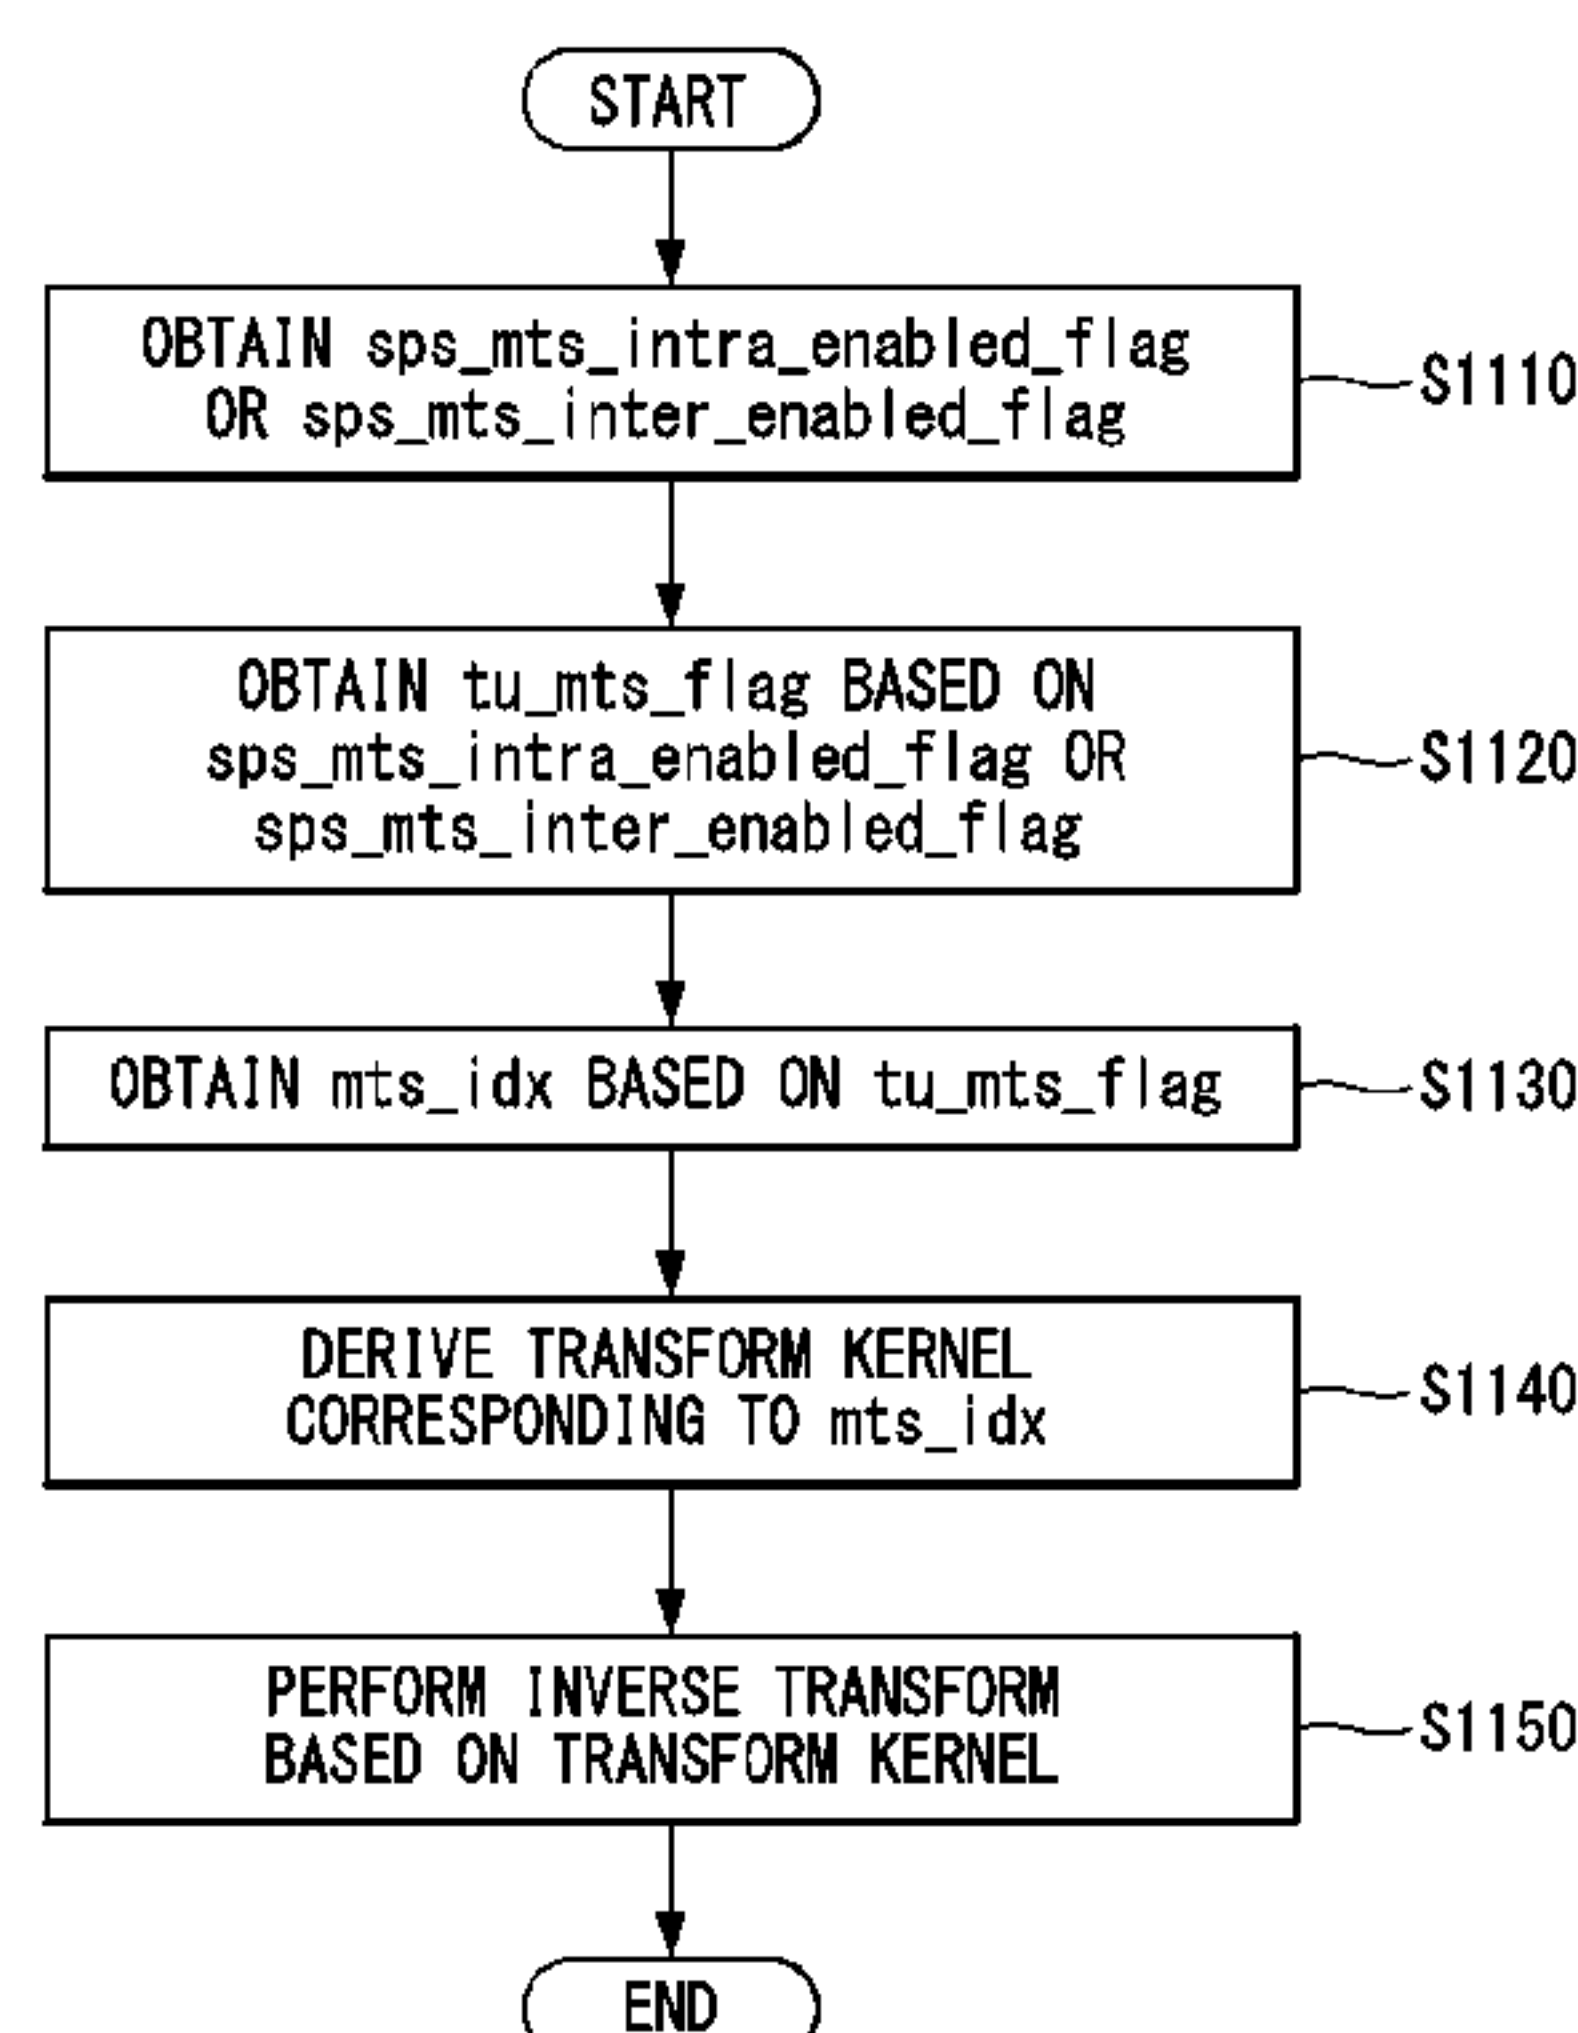 START
OBTAIN sps_mts_intra_enabled_flag
OR sps_mts_inter_enabled_flag
S1110
OBTAIN tu_mts_flag BASED ON
sps_mts_intra_enabled_flag OR
sps_mts_inter_enabled_flag
S1120
OBTAIN mts_idx BASED ON tu_mts_flag
S1130
DERIVE TRANSFORM KERNEL
CORRESPONDING TO mts_idx
S1140
PERFORM INVERSE TRANSFORM
BASED ON TRANSFORM KERNEL
S1150
END